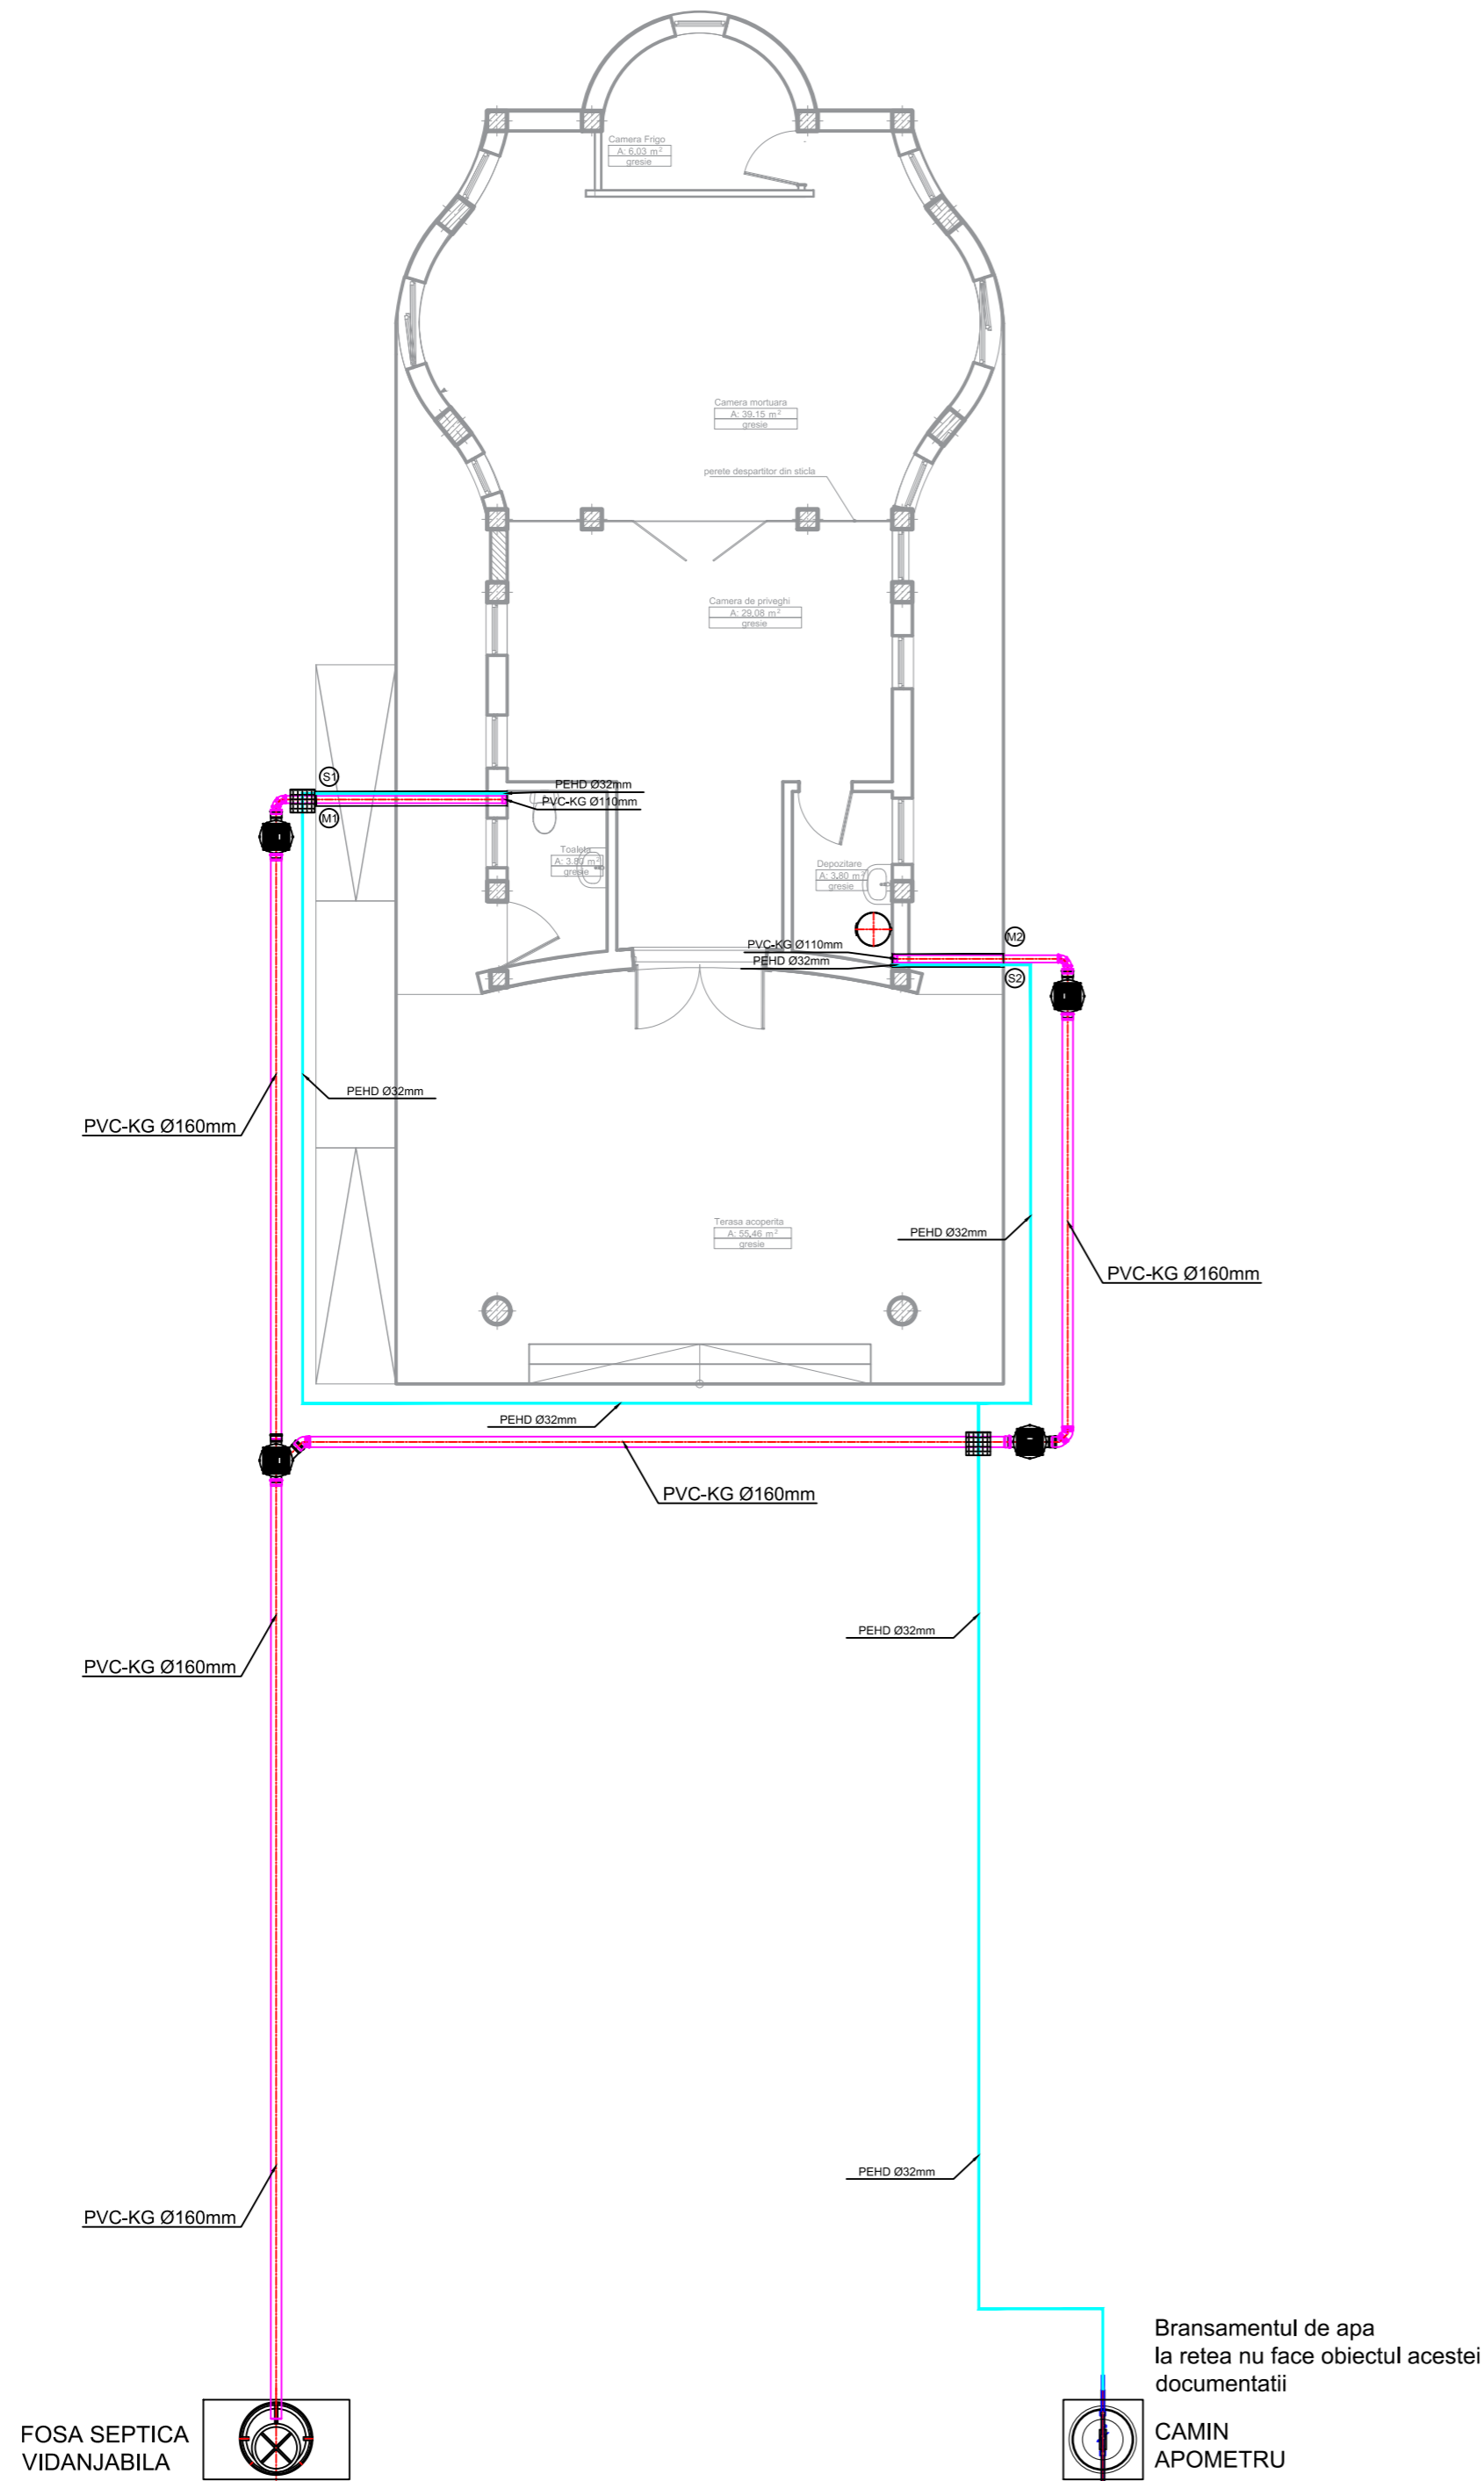 Camera Frigo
A: 6.03 m²
gresie
Camera mortuara
A: 39.15 m²
gresie
perete despartitor din sticla
Camera de priveghi
A: 29.08 m²
gresie
S1
PEHD Ø32mm
PVC-KG Ø110mm
M1
Toaleta
A: 3.80 m²
gresie
Depozitare
A: 3.80 m²
gresie
M2
PVC-KG Ø110mm
PEHD Ø32mm
S2
PEHD Ø32mm
PVC-KG Ø160mm
Terasa acoperita
A: 55.46 m²
gresie
PEHD Ø32mm
PVC-KG Ø160mm
PEHD Ø32mm
PVC-KG Ø160mm
PEHD Ø32mm
PVC-KG Ø160mm
PEHD Ø32mm
PVC-KG Ø160mm
Bransamentul de apa
la retea nu face obiectul acestei
documentatii
FOSA SEPTICA
VIDANJABILA
CAMIN
APOMETRU